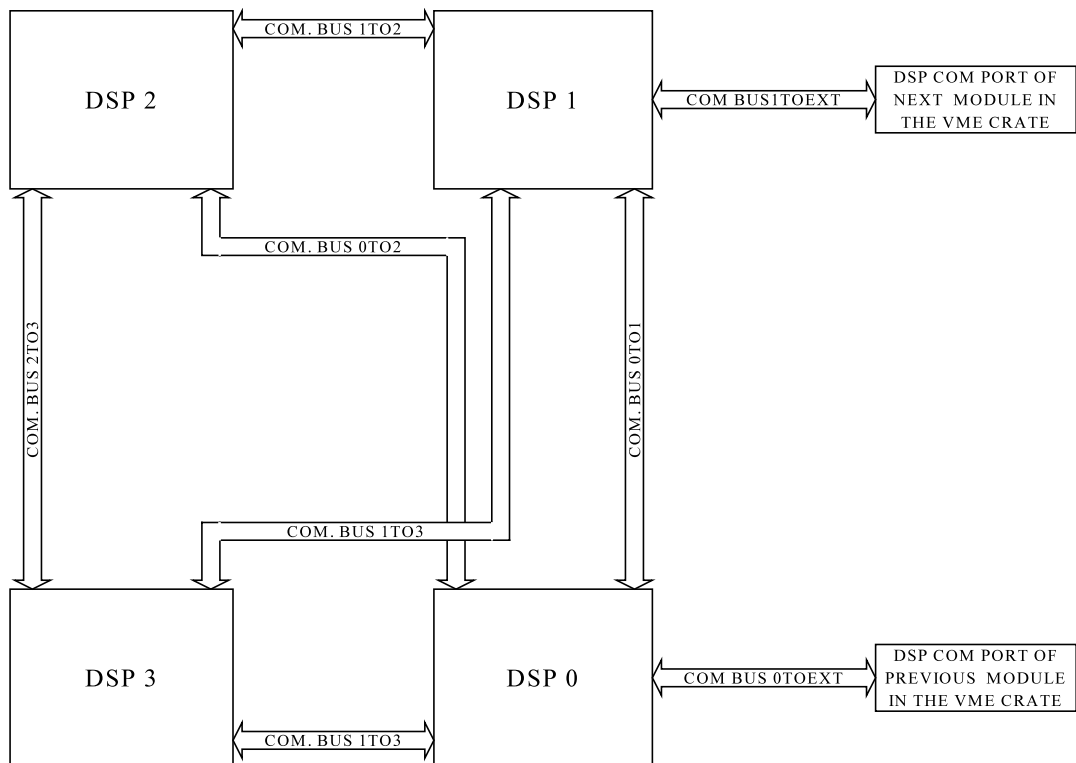 COM. BUS 1TO2
DSP 2
DSP 1
COM BUS1TOEXT
DSP COM PORT OF
NEXT MODULE IN
THE VME CRATE
COM. BUS 0TO2
COM. BUS 2TO3
COM. BUS 0TO1
COM. BUS 1TO3
DSP 3
DSP 0
COM BUS 0TOEXT
DSP COM PORT OF
PREVIOUS MODULE
IN THE VME CRATE
COM. BUS 1TO3